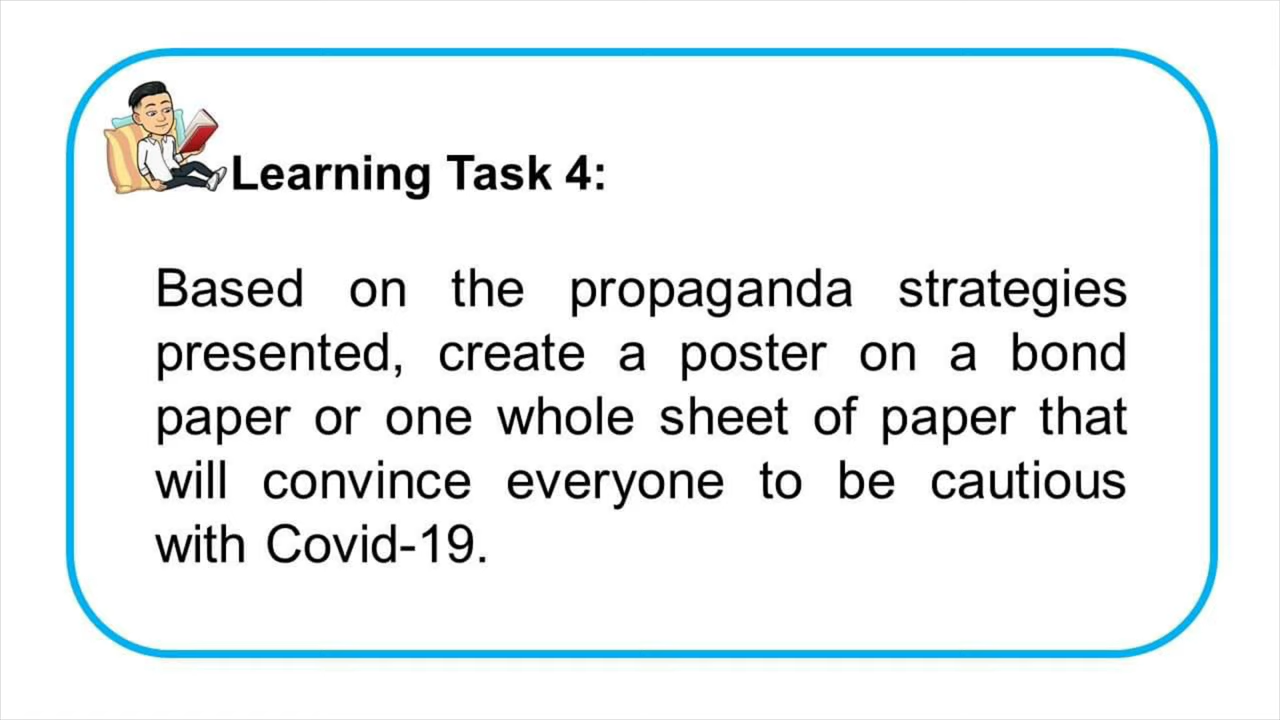 Learning Task 4:
Based on the propaganda strategies
presented, create a poster on a bond
paper or one whole sheet of paper that
will convince everyone to be cautious
with Covid-19.